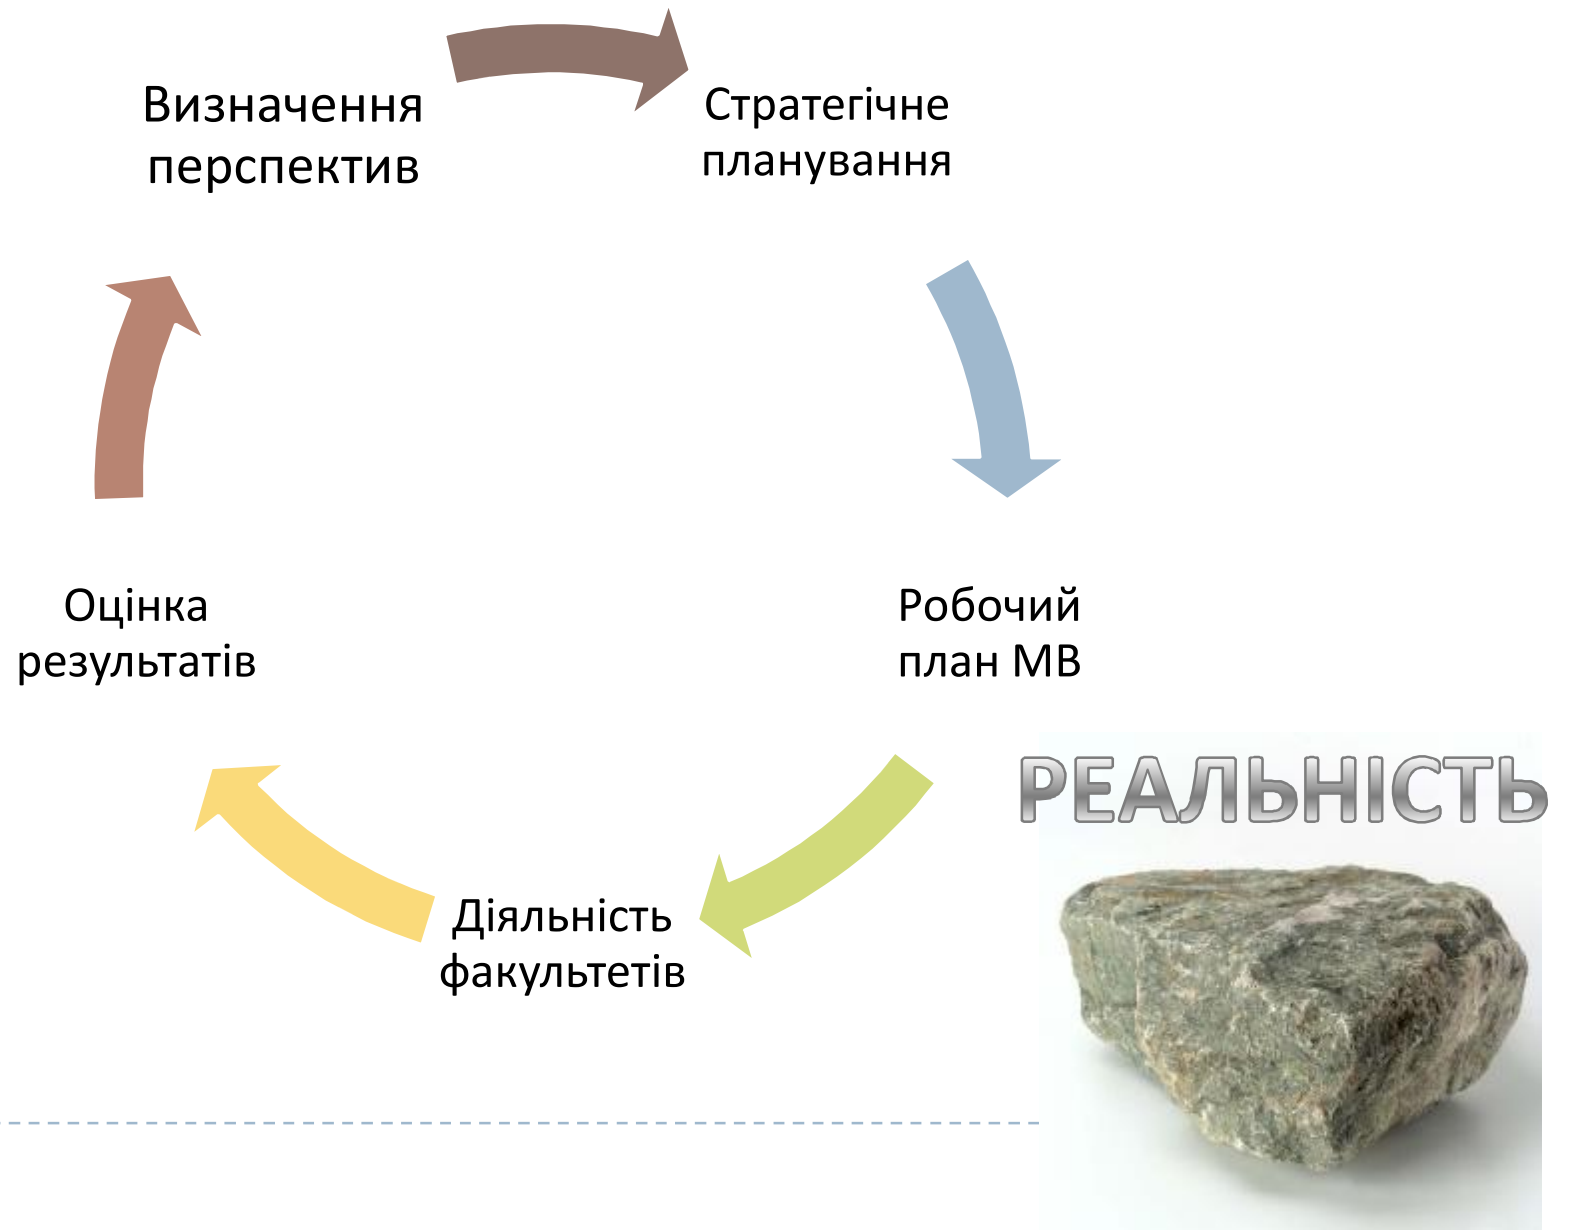 Визначення
перспектив
Стратегічне
планування
Робочий
план МВ
Діяльність
факультетів
Оцінка
результатів
РЕАЛЬНІСТЬ